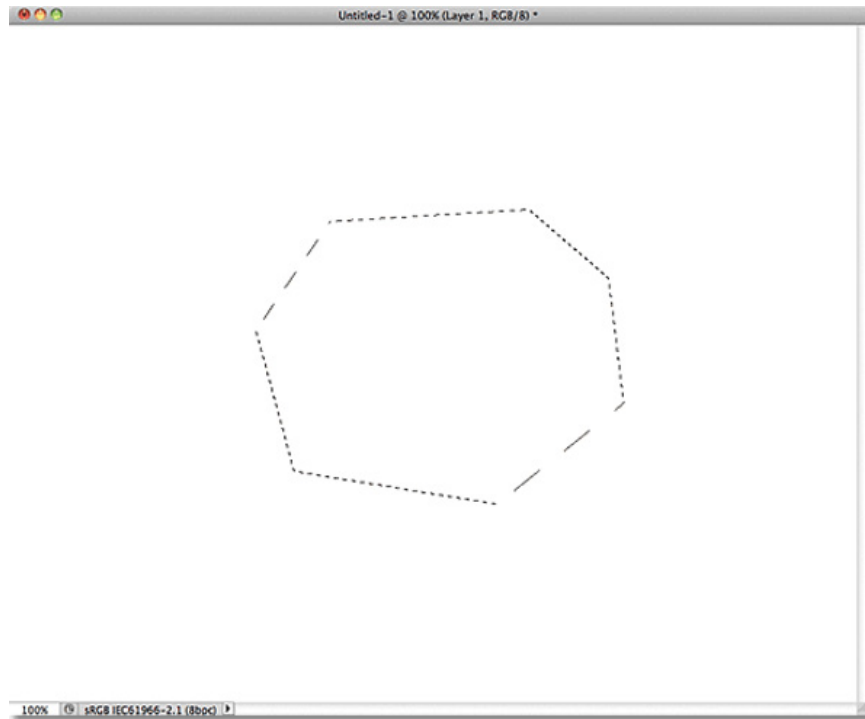 Untitled-1 @ 100% (Layer 1, RGB/8) *
100% sRGB IEC61966-2.1 (8bpc)